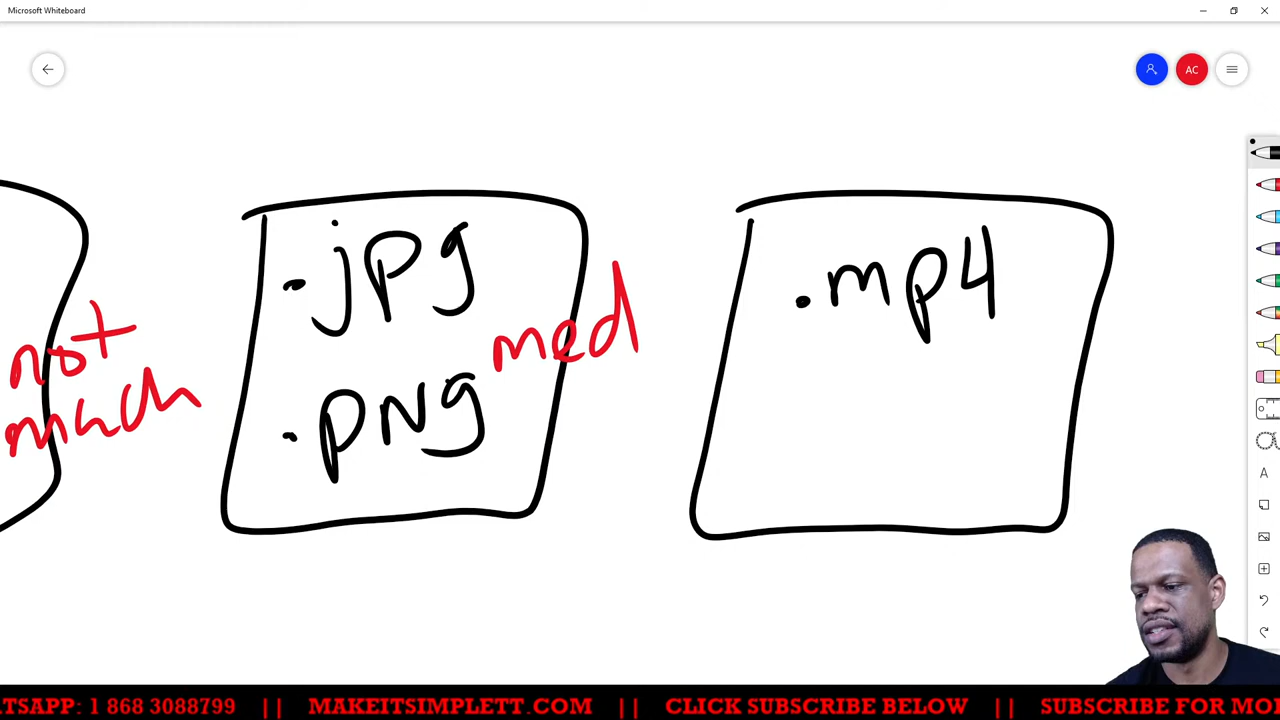 Microsoft Whiteboard
AC
not
much
.jpg
.png
med
.mp4
A
ATSAPP: 1 868 3088799 || MAKEITSIMPLETT.COM || CLICK SUBSCRIBE BELOW || SUBSCRIBE FOR MO